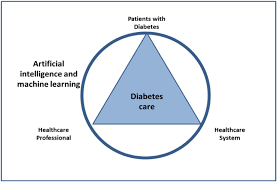 Patients with
Diabetes
Artificial
intelligence and
machine learning
Diabetes
care
Healthcare
Professional
Healthcare
System